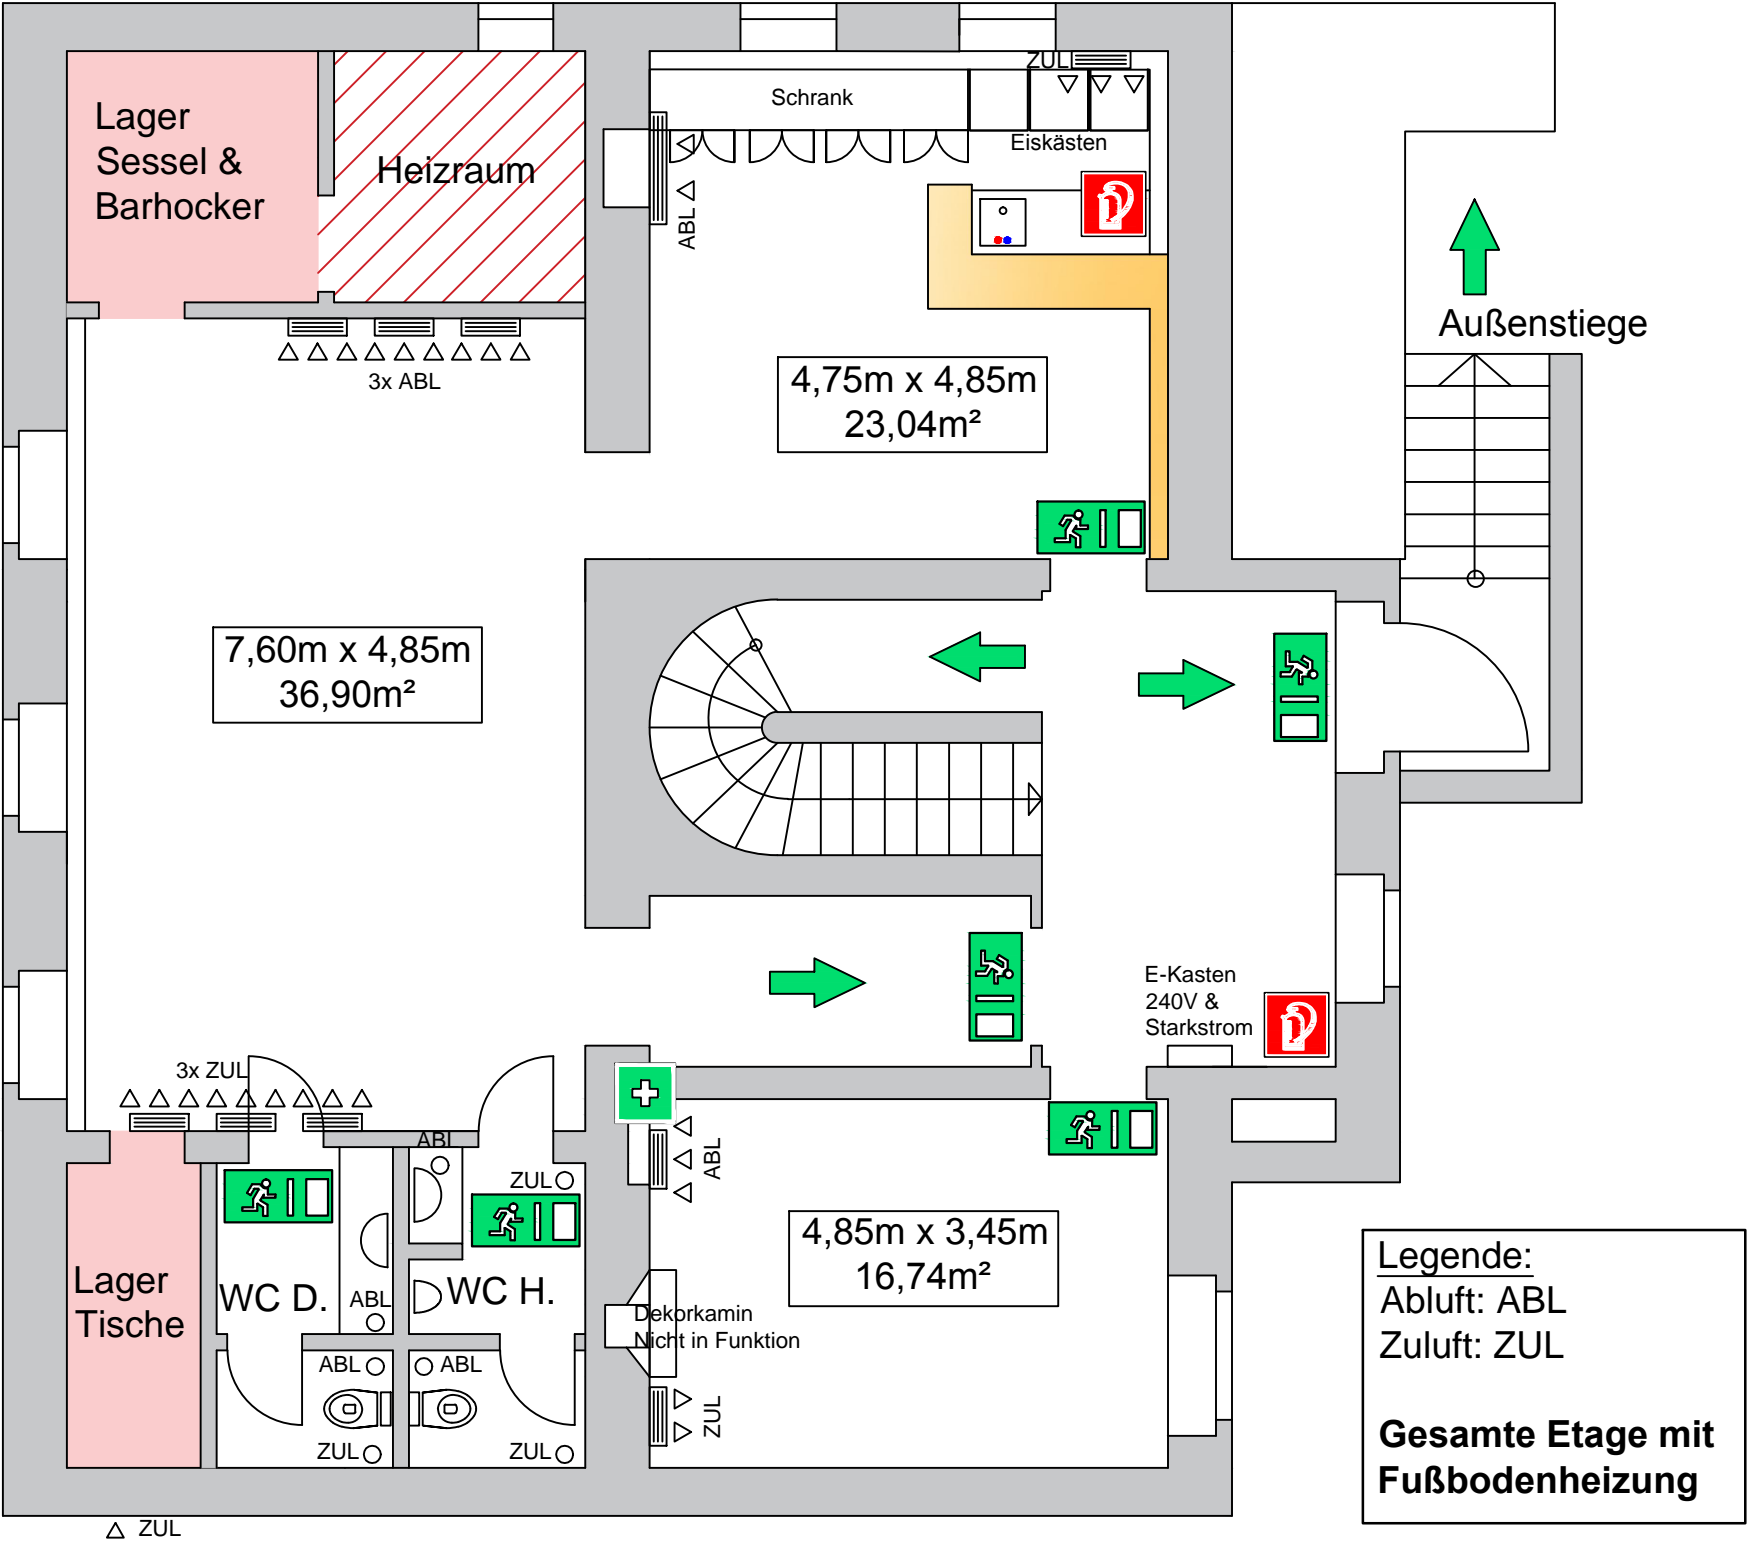 ZUL
Schrank
Eiskästen
Lager
Sessel &
Barhocker
Heizraum
ABL
Außenstiege
3x ABL
4,75m x 4,85m
23,04m²
7,60m x 4,85m
36,90m²
E-Kasten
240V &
Starkstrom
3x ZUL
ABL
ZUL
ABL
Lager
Tische
WC D.
ABL
WC H.
4,85m x 3,45m
16,74m²
Dekorkamin
Nicht in Funktion
ABL
ABL
ZUL
ZUL
ZUL
ZUL
Legende:
Abluft: ABL
Zuluft: ZUL
Gesamte Etage mit
Fußbodenheizung